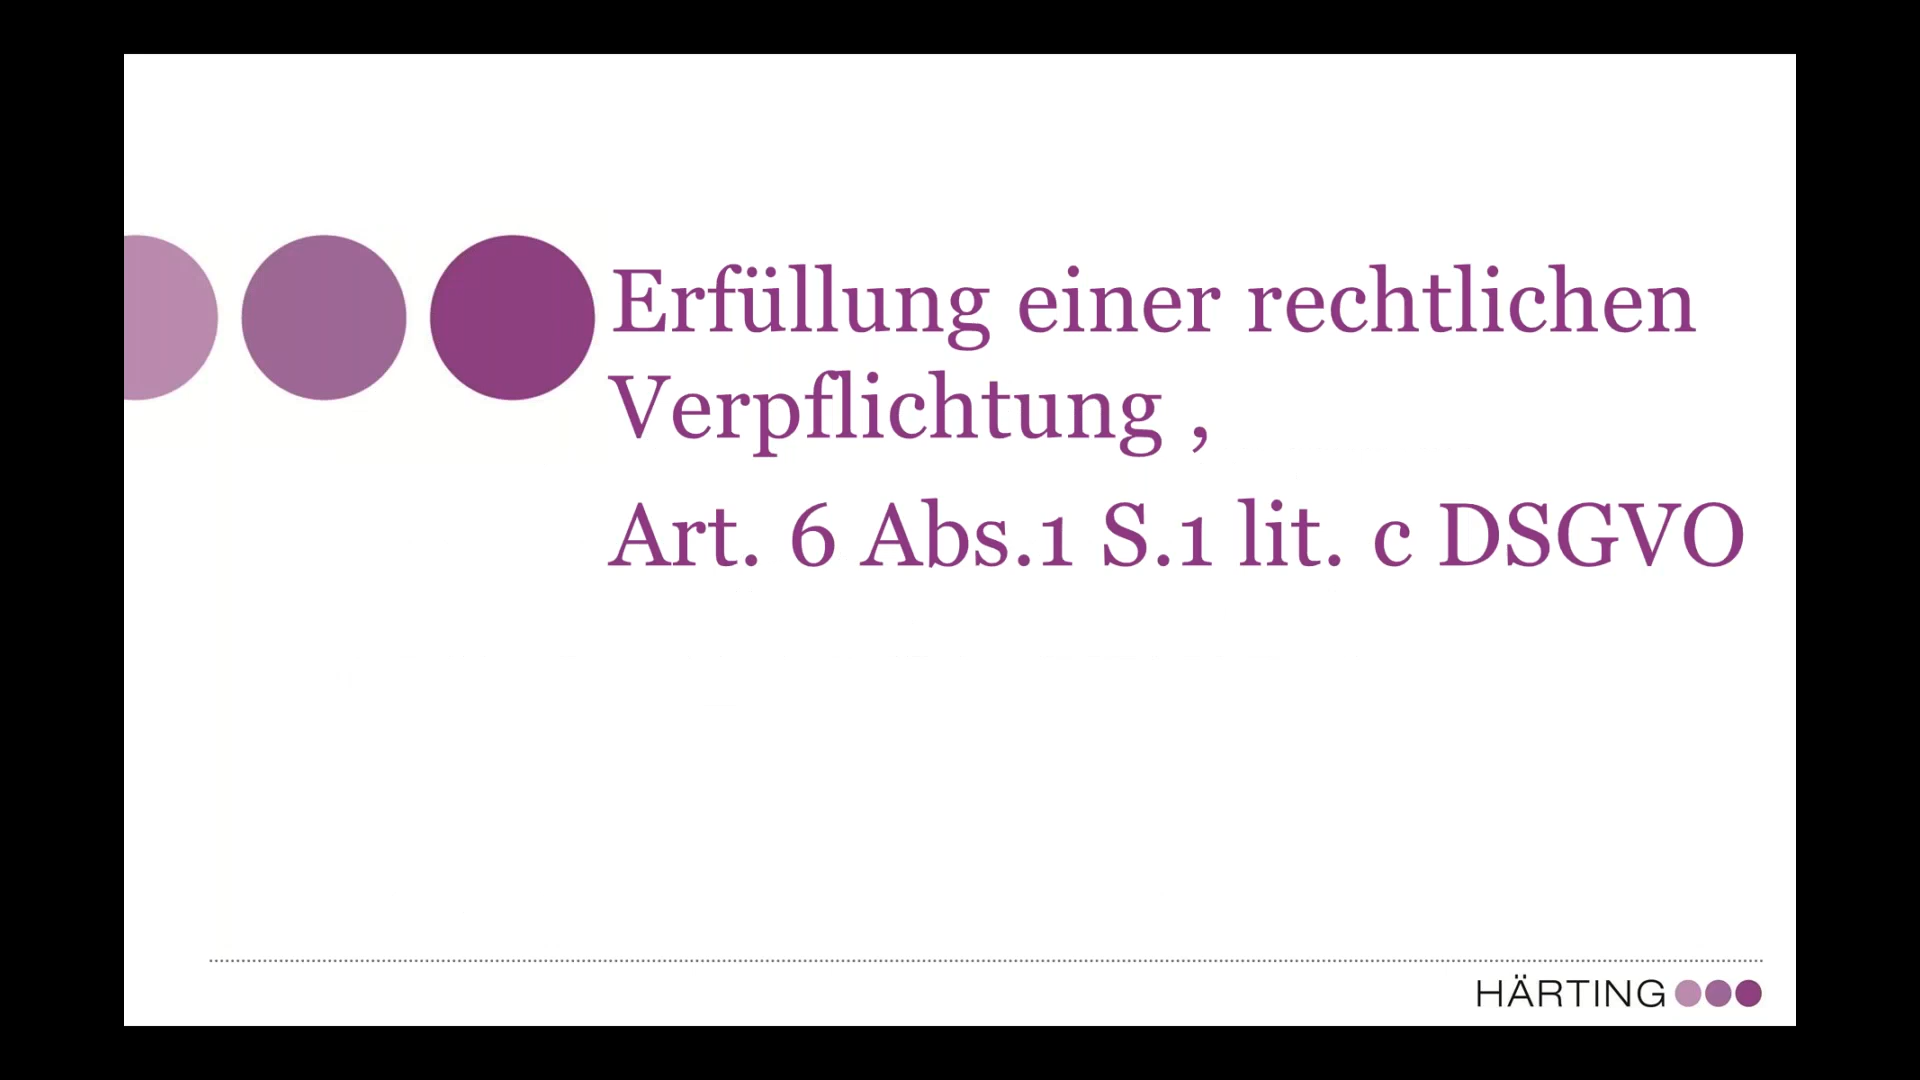 Erfüllung einer rechtlichen
Verpflichtung ,
Art. 6 Abs.1 S.1 lit. c DSGVO
HÄRTING